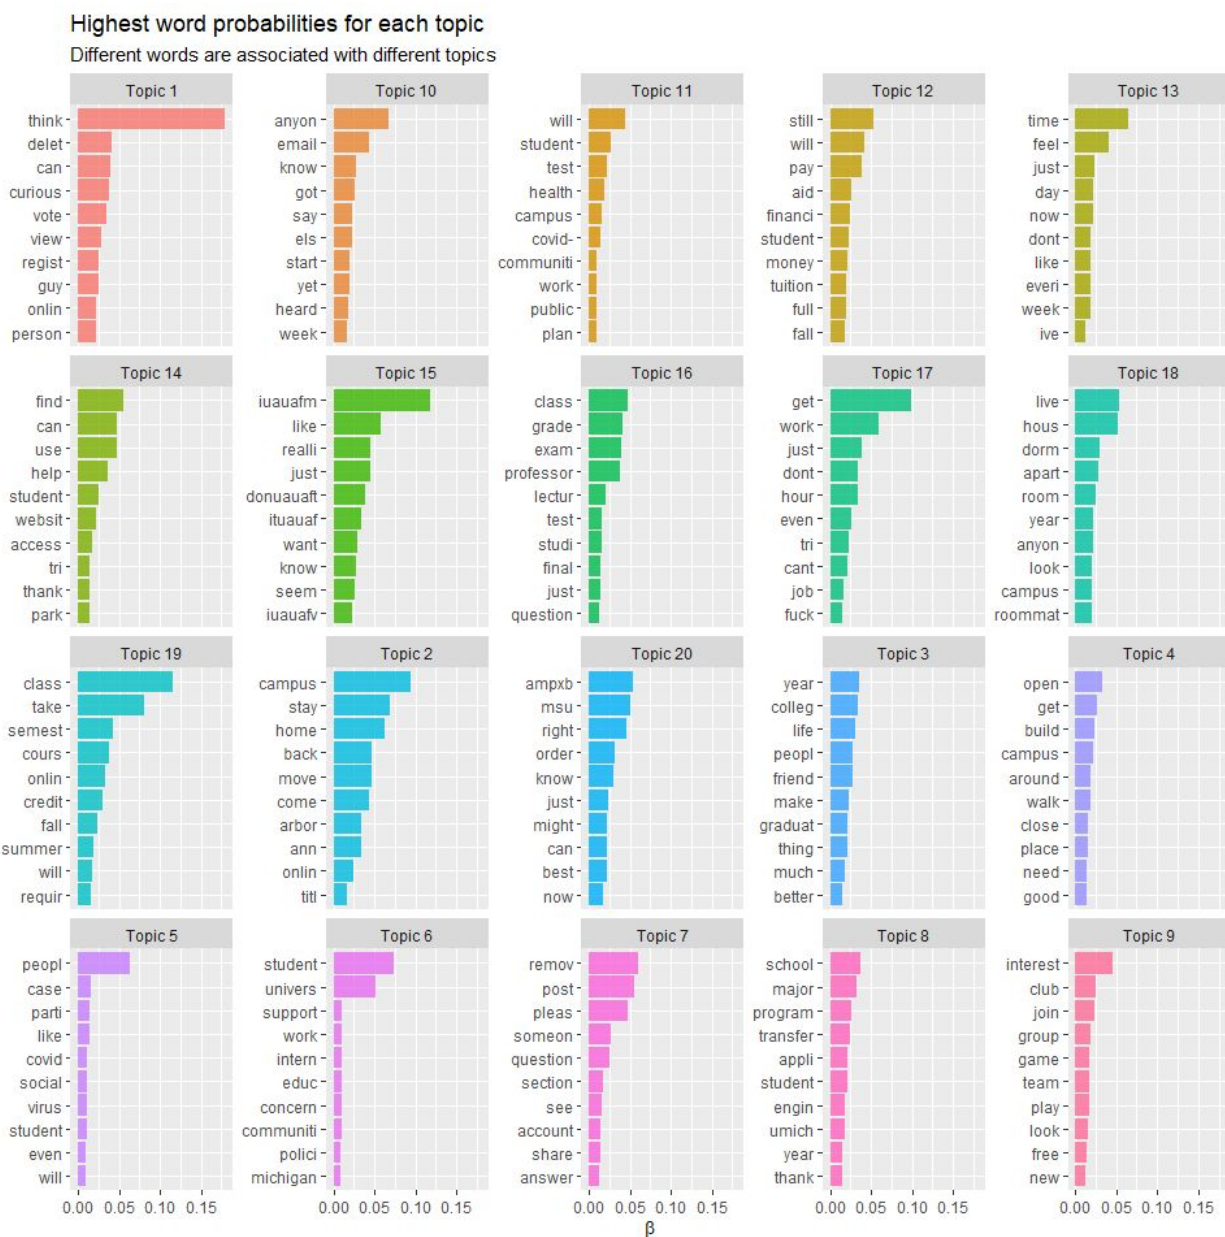 Highest word probabilities for each topic
Different words are associated with different topics
Topic 1
think
delet
can
curious
vote
view
regist
guy
onlin
person
Topic 10
anyon
email
know
got
say
els
start
yet
heard
week
Topic 11
will
student
test
health
campus
covid-
communiti
work
public
plan
Topic 12
still
will
pay
aid
financi
student
money
tuition
full
fall
Topic 13
time
feel
just
day
now
dont
like
everi
week
ive
Topic 14
find
can
use
help
student
websit
access
tri
thank
park
Topic 15
iuauafm
like
realli
just
donuauaft
ituauaf
want
know
seem
iuauafv
Topic 16
class
grade
exam
professor
lectur
test
studi
final
just
question
Topic 17
get
work
just
dont
hour
even
tri
cant
job
fuck
Topic 18
live
hous
dorm
apart
room
year
anyon
look
campus
roommat
Topic 19
class
take
semest
cours
onlin
credit
fall
summer
will
requir
Topic 2
campus
stay
home
back
move
come
arbor
ann
onlin
titl
Topic 20
ampxb
msu
right
order
know
just
might
can
best
now
Topic 3
year
colleg
life
peopl
friend
make
graduat
thing
much
better
Topic 4
open
get
build
campus
around
walk
close
place
need
good
Topic 5
peopl
case
parti
like
covid
social
virus
student
even
will
Topic 6
student
univers
support
work
intern
educ
concern
communiti
polici
michigan
Topic 7
remov
post
pleas
someon
question
section
see
account
share
answer
Topic 8
school
major
program
transfer
appli
student
engin
umich
year
thank
Topic 9
interest
club
join
group
game
team
play
look
free
new
0.00 0.05 0.10 0.15
0.00 0.05 0.10 0.15
0.00 0.05 0.10 0.15
0.00 0.05 0.10 0.15
0.00 0.05 0.10 0.15
β